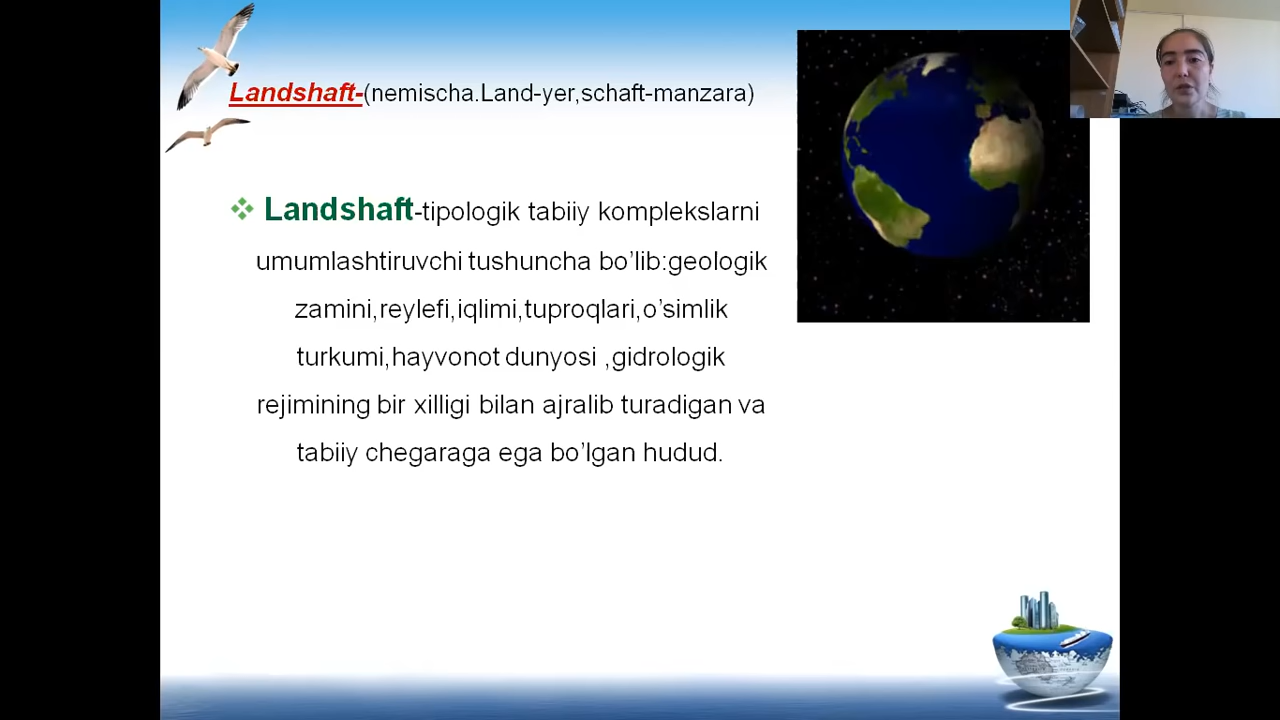 Landshaft-(nemischa.Land-yer,schaft-manzara)
Landshaft-tipologik tabiiy komplekslarni
umumlashtiruvchi tushuncha bo’lib:geologik
zamini,reylefi,iqlimi,tuproqlari,o’simlik
turkumi,hayvonot dunyosi ,gidrologik
rejimining bir xilligi bilan ajralib turadigan va
tabiiy chegaraga ega bo’lgan hudud.